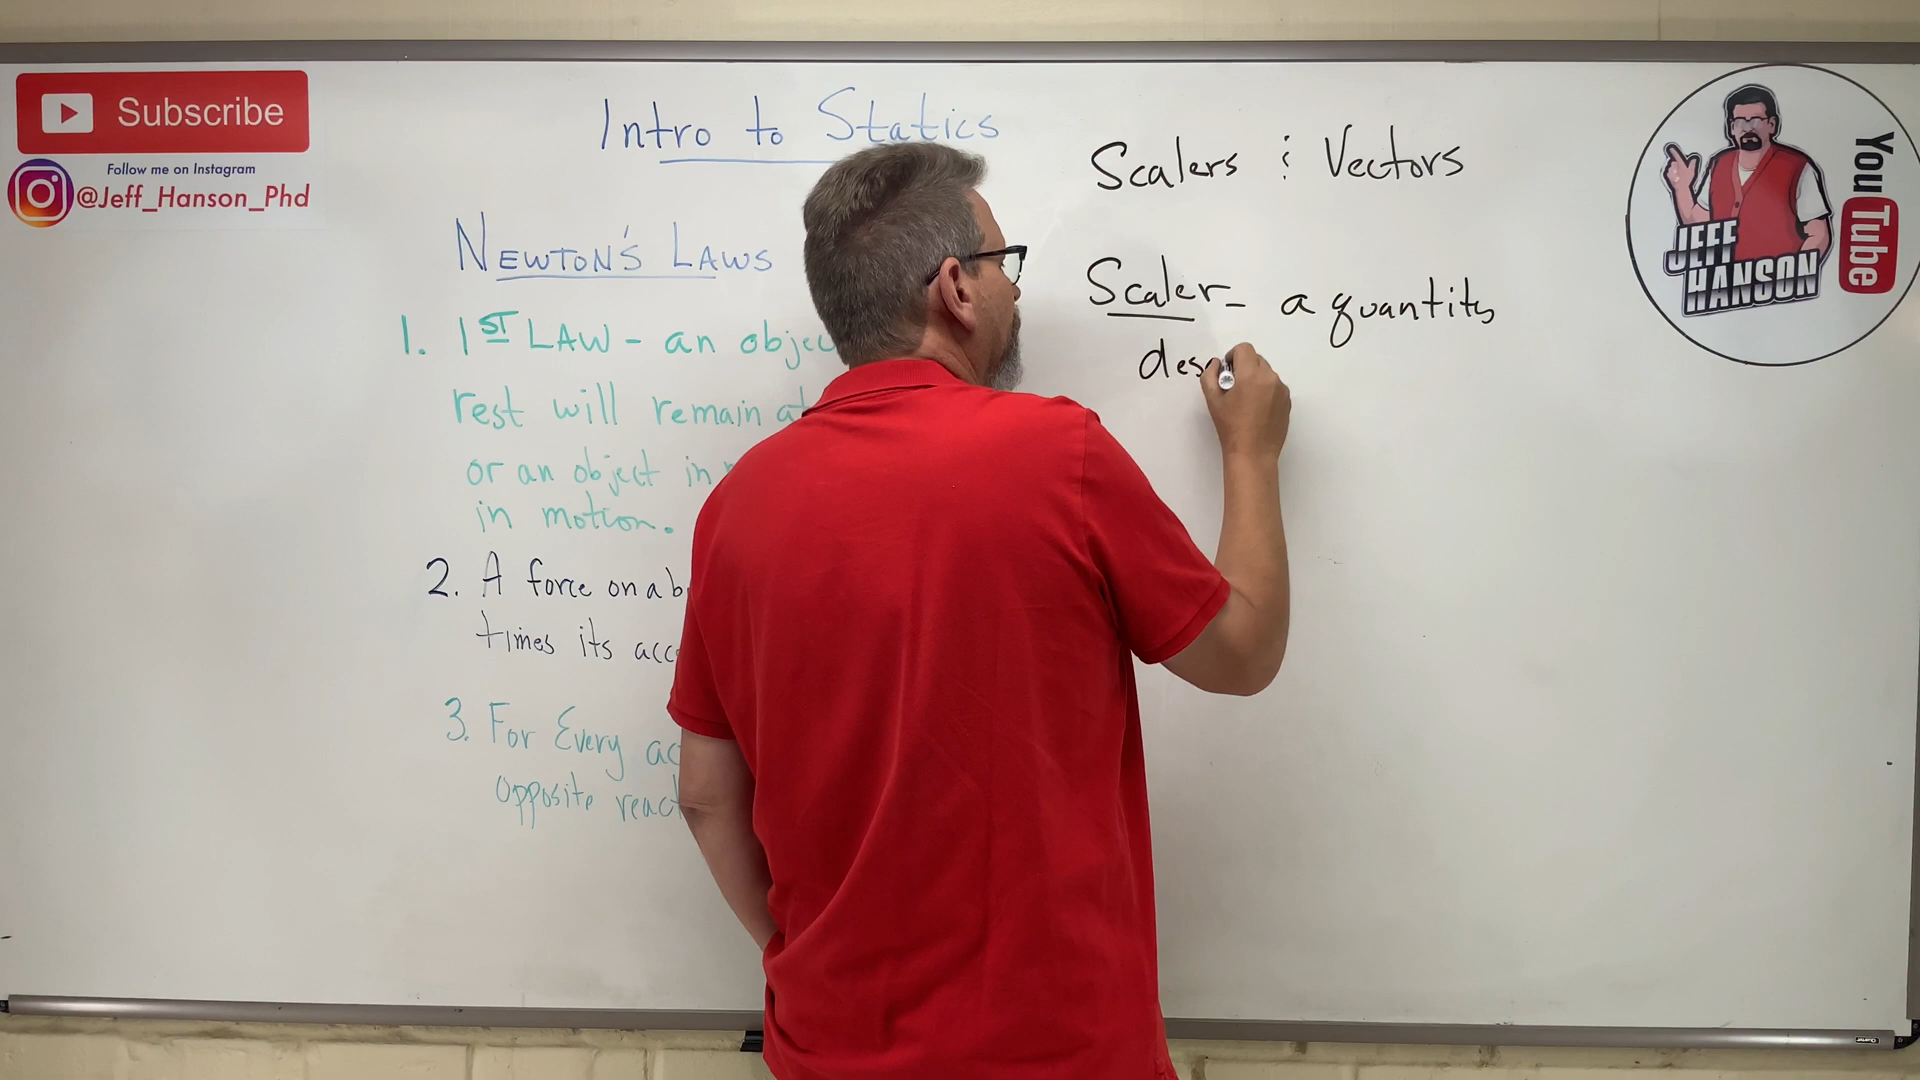 Subscribe
Follow me on Instagram
@Jeff_Hanson_Phd
Intro to Statics
NEWTON'S LAWS
1. 1ST LAW - an objec
rest will remain at
or an object in
in motion.
2. A force on a b
times its acc
3. For Every ac
opposite react
Scalers & Vectors
Scaler - a quantity
des
JEFF
HANSON
YouTube